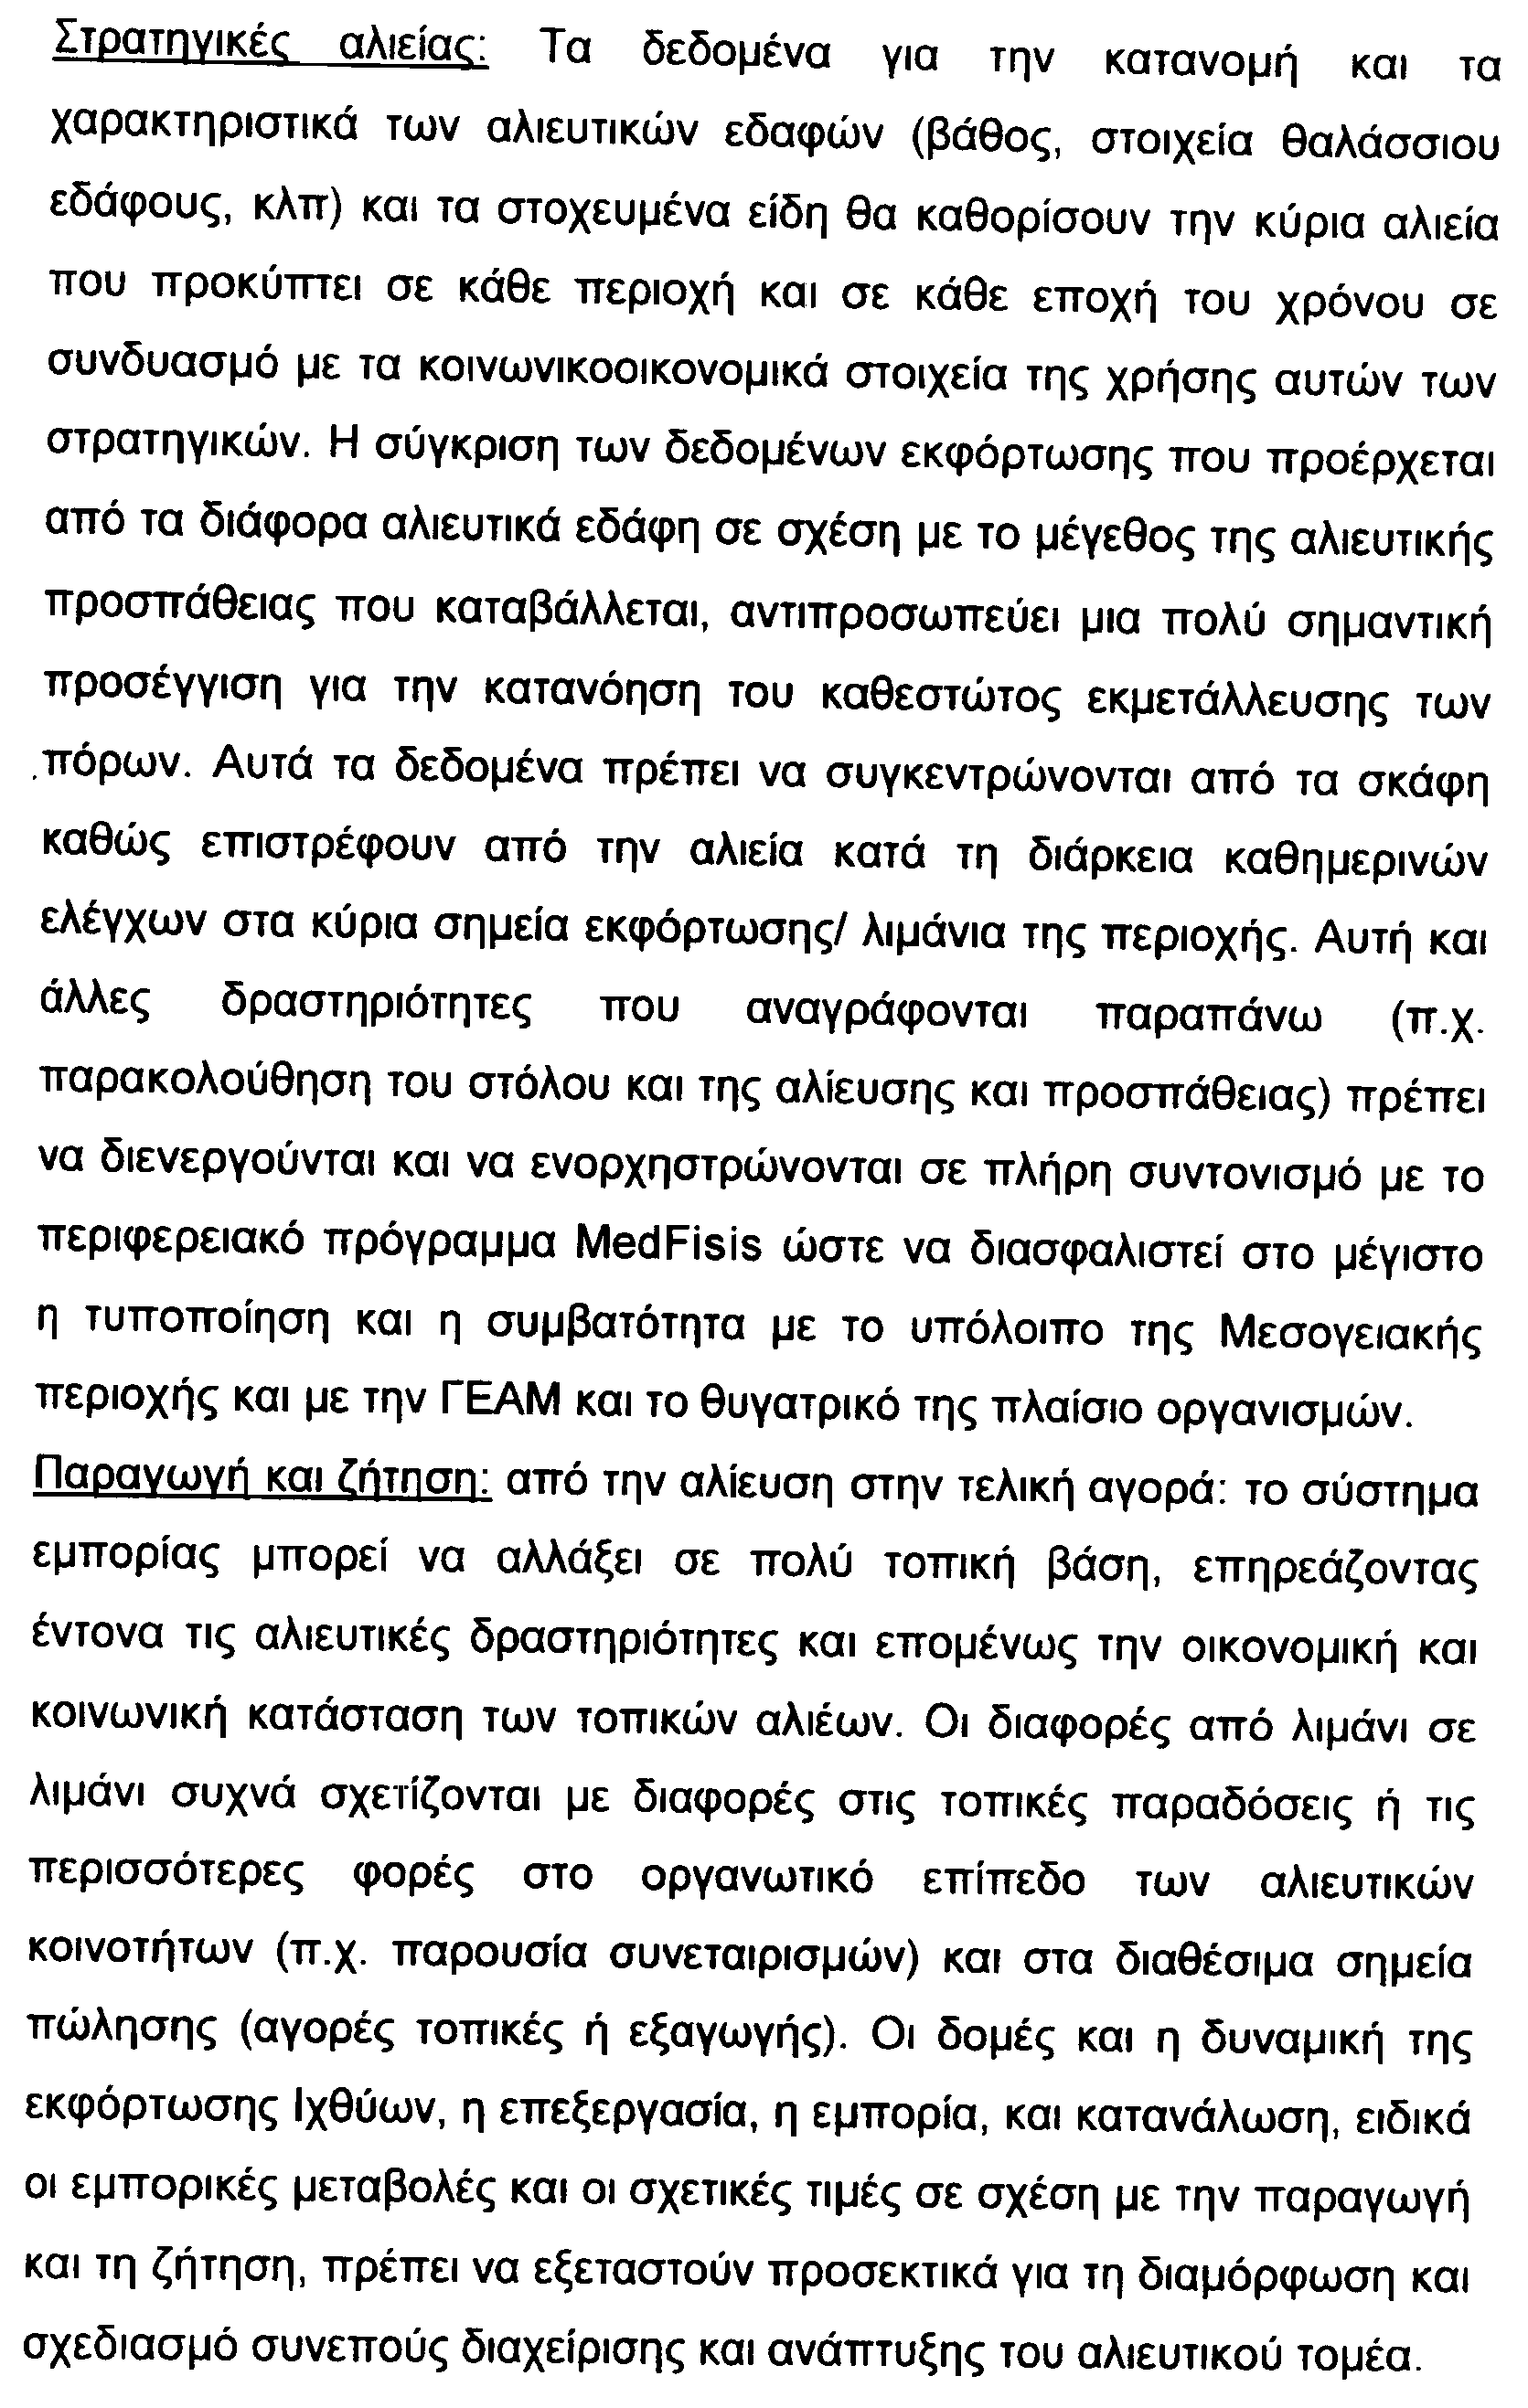 Στρατηγικές αλιείας: Τα δεδομένα για την κατανομή και τα
χαρακτηριστικά των αλιευτικών εδαφών (βάθος, στοιχεία θαλάσσιου
εδάφους, κλπ) και τα στοχευμένα είδη θα καθορίσουν την κύρια αλιεία
που προκύπτει σε κάθε περιοχή και σε κάθε εποχή του χρόνου σε
συνδυασμό με τα κοινωνικοοικονομικά στοιχεία της χρήσης αυτών των
στρατηγικών. Η σύγκριση των δεδομένων εκφόρτωσης που προέρχεται
από τα διάφορα αλιευτικά εδάφη σε σχέση με το μέγεθος της αλιευτικής
προσπάθειας που καταβάλλεται, αντιπροσωπεύει μια πολύ σημαντική
προσέγγιση για την κατανόηση του καθεστώτος εκμετάλλευσης των
πόρων. Αυτά τα δεδομένα πρέπει να συγκεντρώνονται από τα σκάφη
καθώς επιστρέφουν από την αλιεία κατά τη διάρκεια καθημερινών
ελέγχων στα κύρια σημεία εκφόρτωσης/ λιμάνια της περιοχής. Αυτή και
άλλες δραστηριότητες που αναγράφονται παραπάνω (π.χ.
παρακολούθηση του στόλου και της αλίευσης και προσπάθειας) πρέπει
να διενεργούνται και να ενορχηστρώνονται σε πλήρη συντονισμό με το
περιφερειακό πρόγραμμα MedFisis ώστε να διασφαλιστεί στο μέγιστο
η τυποποίηση και η συμβατότητα με το υπόλοιπο της Μεσογειακής
περιοχής και με την ΓΕΑΜ και το θυγατρικό της πλαίσιο οργανισμών.
Παραγωγή και ζήτηση: από την αλίευση στην τελική αγορά: το σύστημα
εμπορίας μπορεί να αλλάξει σε πολύ τοπική βάση, επηρεάζοντας
έντονα τις αλιευτικές δραστηριότητες και επομένως την οικονομική και
κοινωνική κατάσταση των τοπικών αλιέων. Οι διαφορές από λιμάνι σε
λιμάνι συχνά σχετίζονται με διαφορές στις τοπικές παραδόσεις ή τις
περισσότερες φορές στο οργανωτικό επίπεδο των αλιευτικών
κοινοτήτων (π.χ. παρουσία συνεταιρισμών) και στα διαθέσιμα σημεία
πώλησης (αγορές τοπικές ή εξαγωγής). Οι δομές και η δυναμική της
εκφόρτωσης Ιχθύων, η επεξεργασία, η εμπορία, και κατανάλωση, ειδικά
οι εμπορικές μεταβολές και οι σχετικές τιμές σε σχέση με την παραγωγή
και τη ζήτηση, πρέπει να εξεταστούν προσεκτικά για τη διαμόρφωση και
σχεδιασμό συνεπούς διαχείρισης και ανάπτυξης του αλιευτικού τομέα.